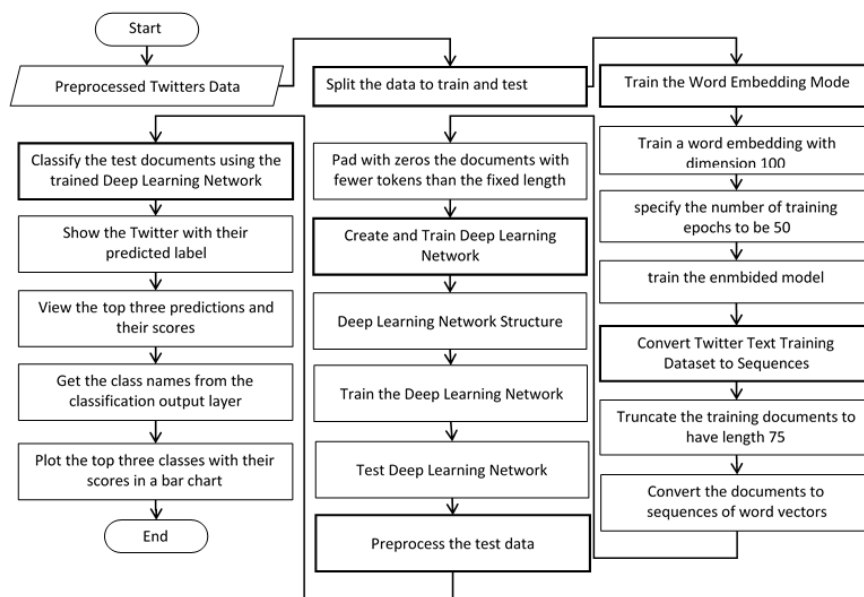 Start
Preprocessed Twitters Data
Split the data to train and test
Train the Word Embedding Mode
Train a word embedding with
dimension 100
specify the number of training
epochs to be 50
train the enmbided model
Convert Twitter Text Training
Dataset to Sequences
Truncate the training documents to
have length 75
Convert the documents to
sequences of word vectors
Pad with zeros the documents with
fewer tokens than the fixed length
Create and Train Deep Learning
Network
Deep Learning Network Structure
Train the Deep Learning Network
Test Deep Learning Network
Preprocess the test data
Classify the test documents using the
trained Deep Learning Network
Show the Twitter with their
predicted label
View the top three predictions and
their scores
Get the class names from the
classification output layer
Plot the top three classes with their
scores in a bar chart
End